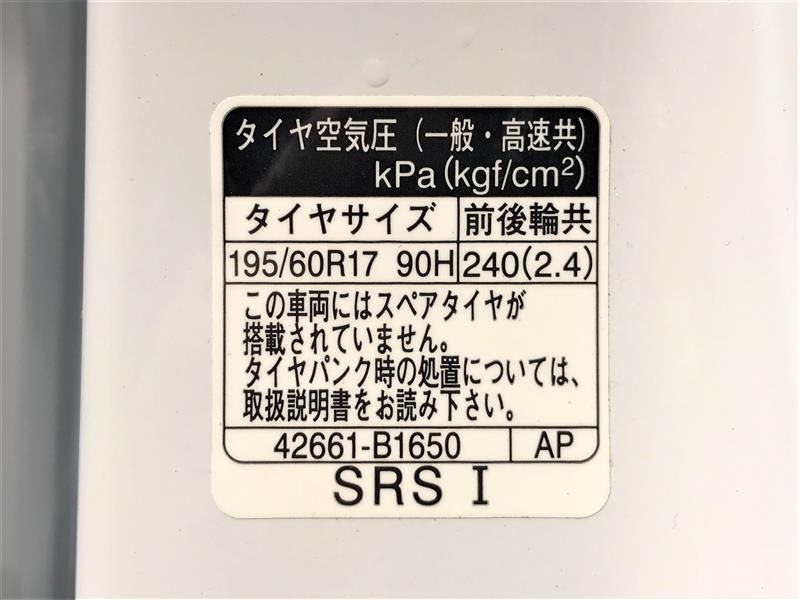 タイヤ空気圧(一般・高速共)
kPa(kgf/cm²)
タイヤサイズ 前後輪共
195/60R17 90H 240(2.4)
この車両にはスペアタイヤが
搭載されていません。
タイヤパンク時の処置については、
取扱説明書をお読み下さい。
42661-B1650 AP
SRS I